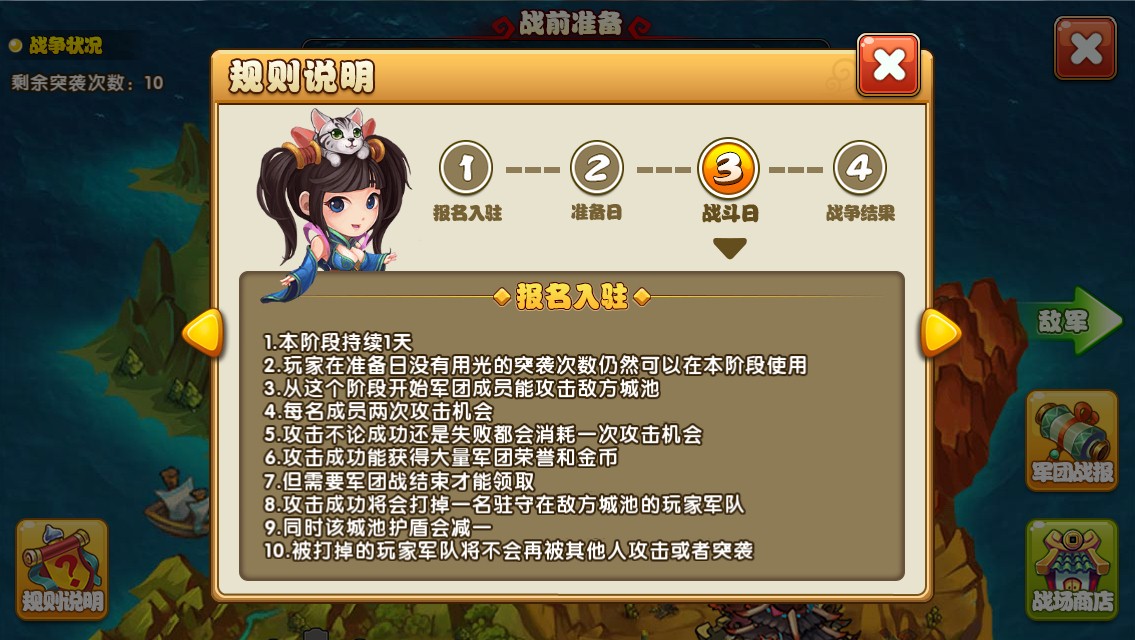 战前准备
战争状况
剩余突袭次数：10
规则说明
1
2
3
4
报名入驻
准备日
战斗日
战争结果
报名入驻
1.本阶段持续1天
2.玩家在准备日没有用光的突袭次数仍然可以在本阶段使用
3.从这个阶段开始军团成员能攻击敌方城池
4.每名成员两次攻击机会
5.攻击不论成功还是失败都会消耗一次攻击机会
6.攻击成功能获得大量军团荣誉和金币
7.但需要军团战结束才能领取
8.攻击成功将会打掉一名驻守在敌方城池的玩家军队
9.同时该城池护盾会减一
10.被打掉的玩家军队将不会再被其他人攻击或者突袭
敌军
军团战报
规则说明
战场商店